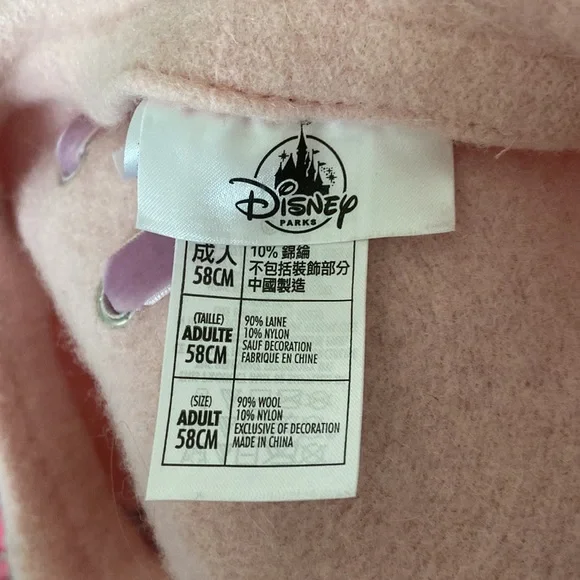 Disney
PARKS
成人
58CM
10% 錦綸
不包括裝飾部分
中國製造
(TAILLE)
ADULTE
58CM
90% LAINE
10% NYLON
SAUF DECORATION
FABRIQUE EN CHINE
(SIZE)
ADULT
58CM
90% WOOL
10% NYLON
EXCLUSIVE OF DECORATION
MADE IN CHINA